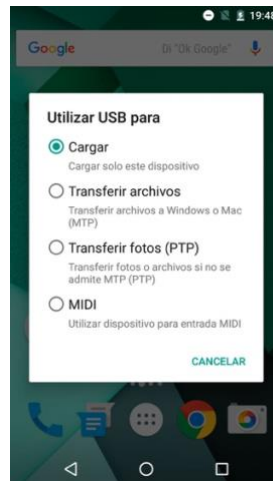 19:48
Google Di "Ok Google"
Utilizar USB para
Cargar
Cargar solo este dispositivo
Transferir archivos
Transferir archivos a Windows o Mac
(MTP)
Transferir fotos (PTP)
Transferir fotos o archivos si no se
admite MTP (PTP)
MIDI
Utilizar dispositivo para entrada MIDI
CANCELAR